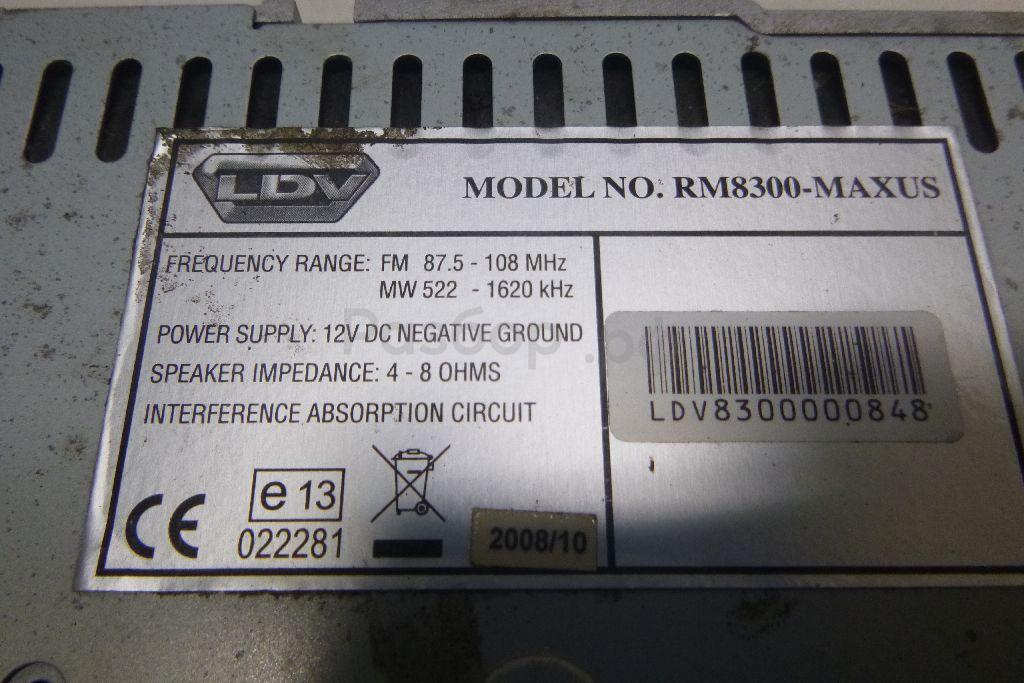 LDV
MODEL NO. RM8300-MAXUS
FREQUENCY RANGE: FM 87.5 - 108 MHz
MW 522 - 1620 kHz
POWER SUPPLY: 12V DC NEGATIVE GROUND
SPEAKER IMPEDANCE: 4 - 8 OHMS
INTERFERENCE ABSORPTION CIRCUIT
LDV8300000848
CE
e 13
022281
2008/10